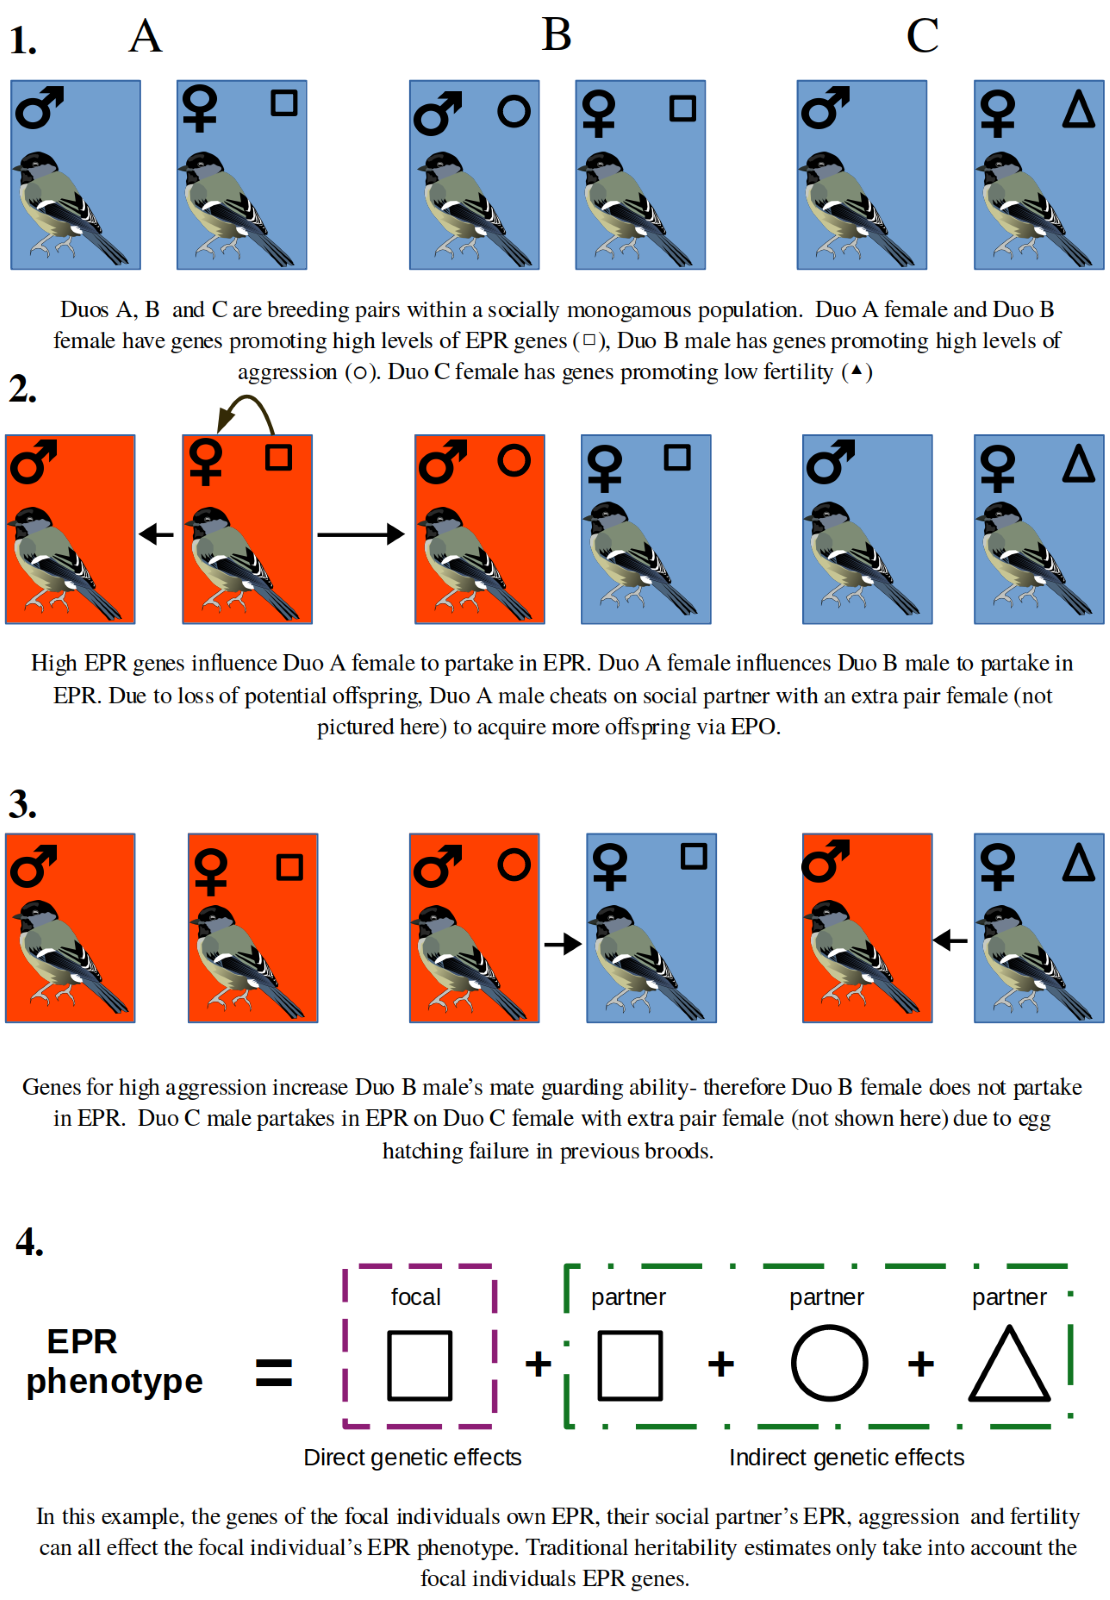 1. A B C
♂ ♀ □ ♂ ○ ♀ □ ♂ ♀ △
Duos A, B and C are breeding pairs within a socially monogamous population. Duo A female and Duo B
female have genes promoting high levels of EPR genes (□), Duo B male has genes promoting high levels of
aggression (○). Duo C female has genes promoting low fertility (▲)
2.
♂ ♀ □ ♂ ○ ♀ □ ♂ ♀ △
High EPR genes influence Duo A female to partake in EPR. Duo A female influences Duo B male to partake in
EPR. Due to loss of potential offspring, Duo A male cheats on social partner with an extra pair female (not
pictured here) to acquire more offspring via EPO.
3.
♂ ♀ □ ♂ ○ ♀ □ ♂ ♀ △
Genes for high aggression increase Duo B male's mate guarding ability- therefore Duo B female does not partake
in EPR. Duo C male partakes in EPR on Duo C female with extra pair female (not shown here) due to egg
hatching failure in previous broods.
4.
focal partner partner partner
EPR
phenotype = □ + □ + ○ + △
Direct genetic effects Indirect genetic effects
In this example, the genes of the focal individuals own EPR, their social partner's EPR, aggression and fertility
can all effect the focal individual's EPR phenotype. Traditional heritability estimates only take into account the
focal individuals EPR genes.